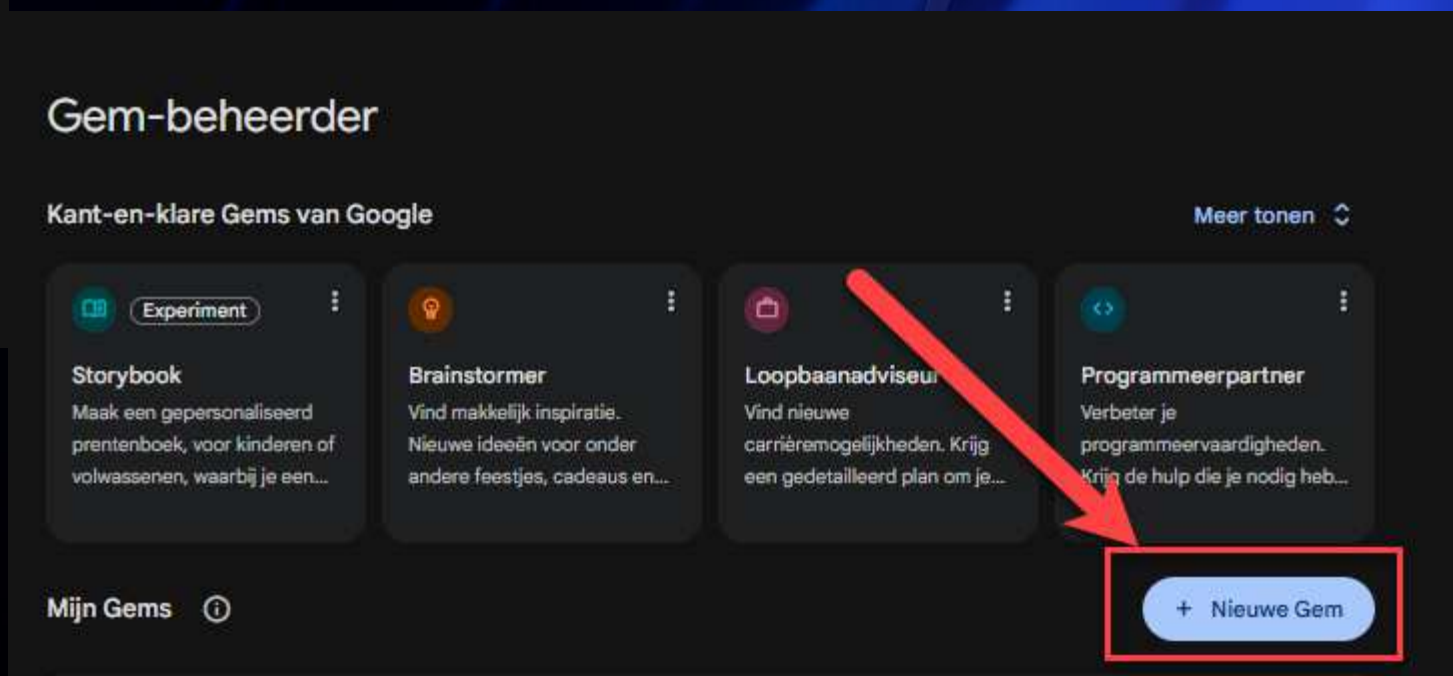 Gem-beheerder
Kant-en-klare Gems van Google
Meer tonen
Experiment
Storybook
Maak een gepersonaliseerd
prentenboek, voor kinderen of
volwassenen, waarbij je een...
Brainstormer
Vind makkelijk inspiratie.
Nieuwe ideeën voor onder
andere feestjes, cadeaus en...
Loopbaanadviseur
Vind nieuwe
carrièremogelijkheden. Krijg
een gedetailleerd plan om je...
Programmeerpartner
Verbeter je
programmeervaardigheden.
Krijg de hulp die je nodig heb...
Mijn Gems
+ Nieuwe Gem